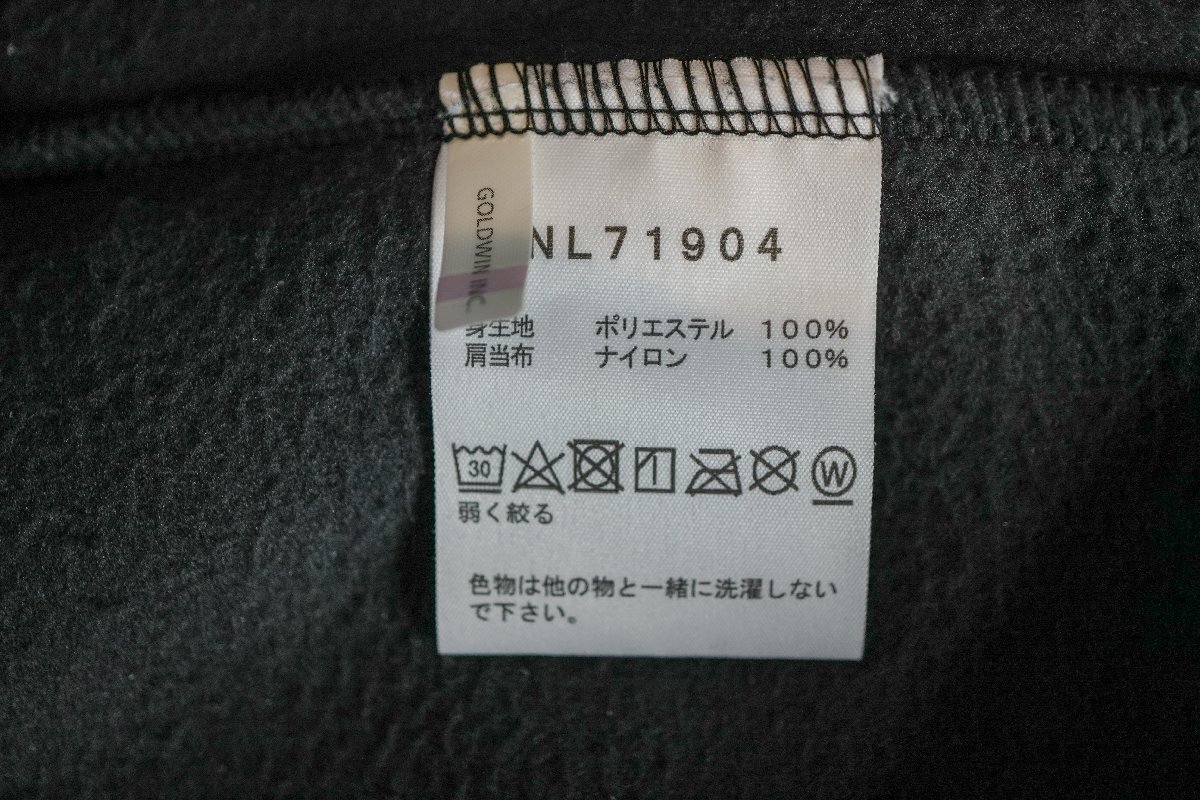 GOLDWIN INC.
NL71904
身生地 ポリエステル 100%
肩当布 ナイロン 100%
30
W
弱く絞る
色物は他の物と一緒に洗濯しない
で下さい。